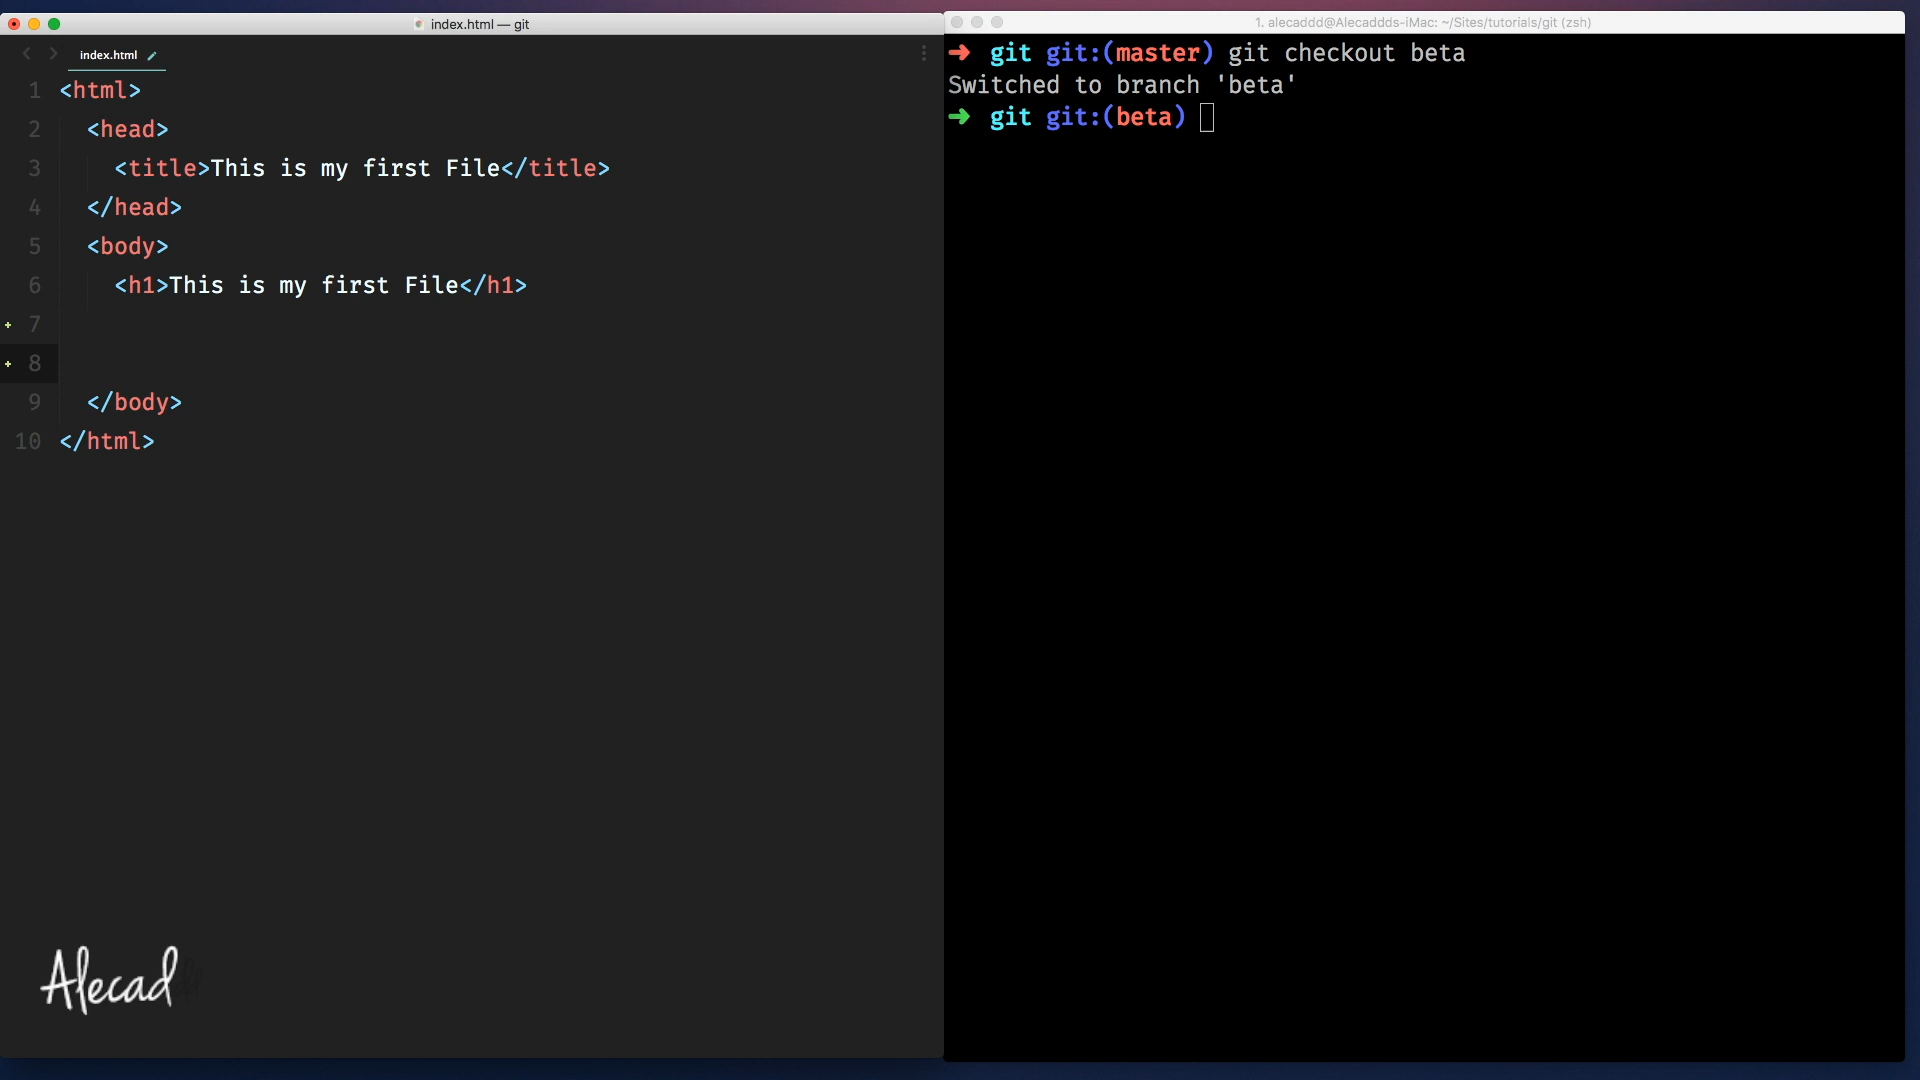 index.html — git
index.html
1 <html>
2 <head>
3 <title>This is my first File</title>
4 </head>
5 <body>
6 <h1>This is my first File</h1>
+ 7
+ 8
9 </body>
10 </html>
Alecad
1. alecaddd@Alecaddds-iMac: ~/Sites/tutorials/git (zsh)
➜ git git:(master) git checkout beta
Switched to branch 'beta'
➜ git git:(beta)